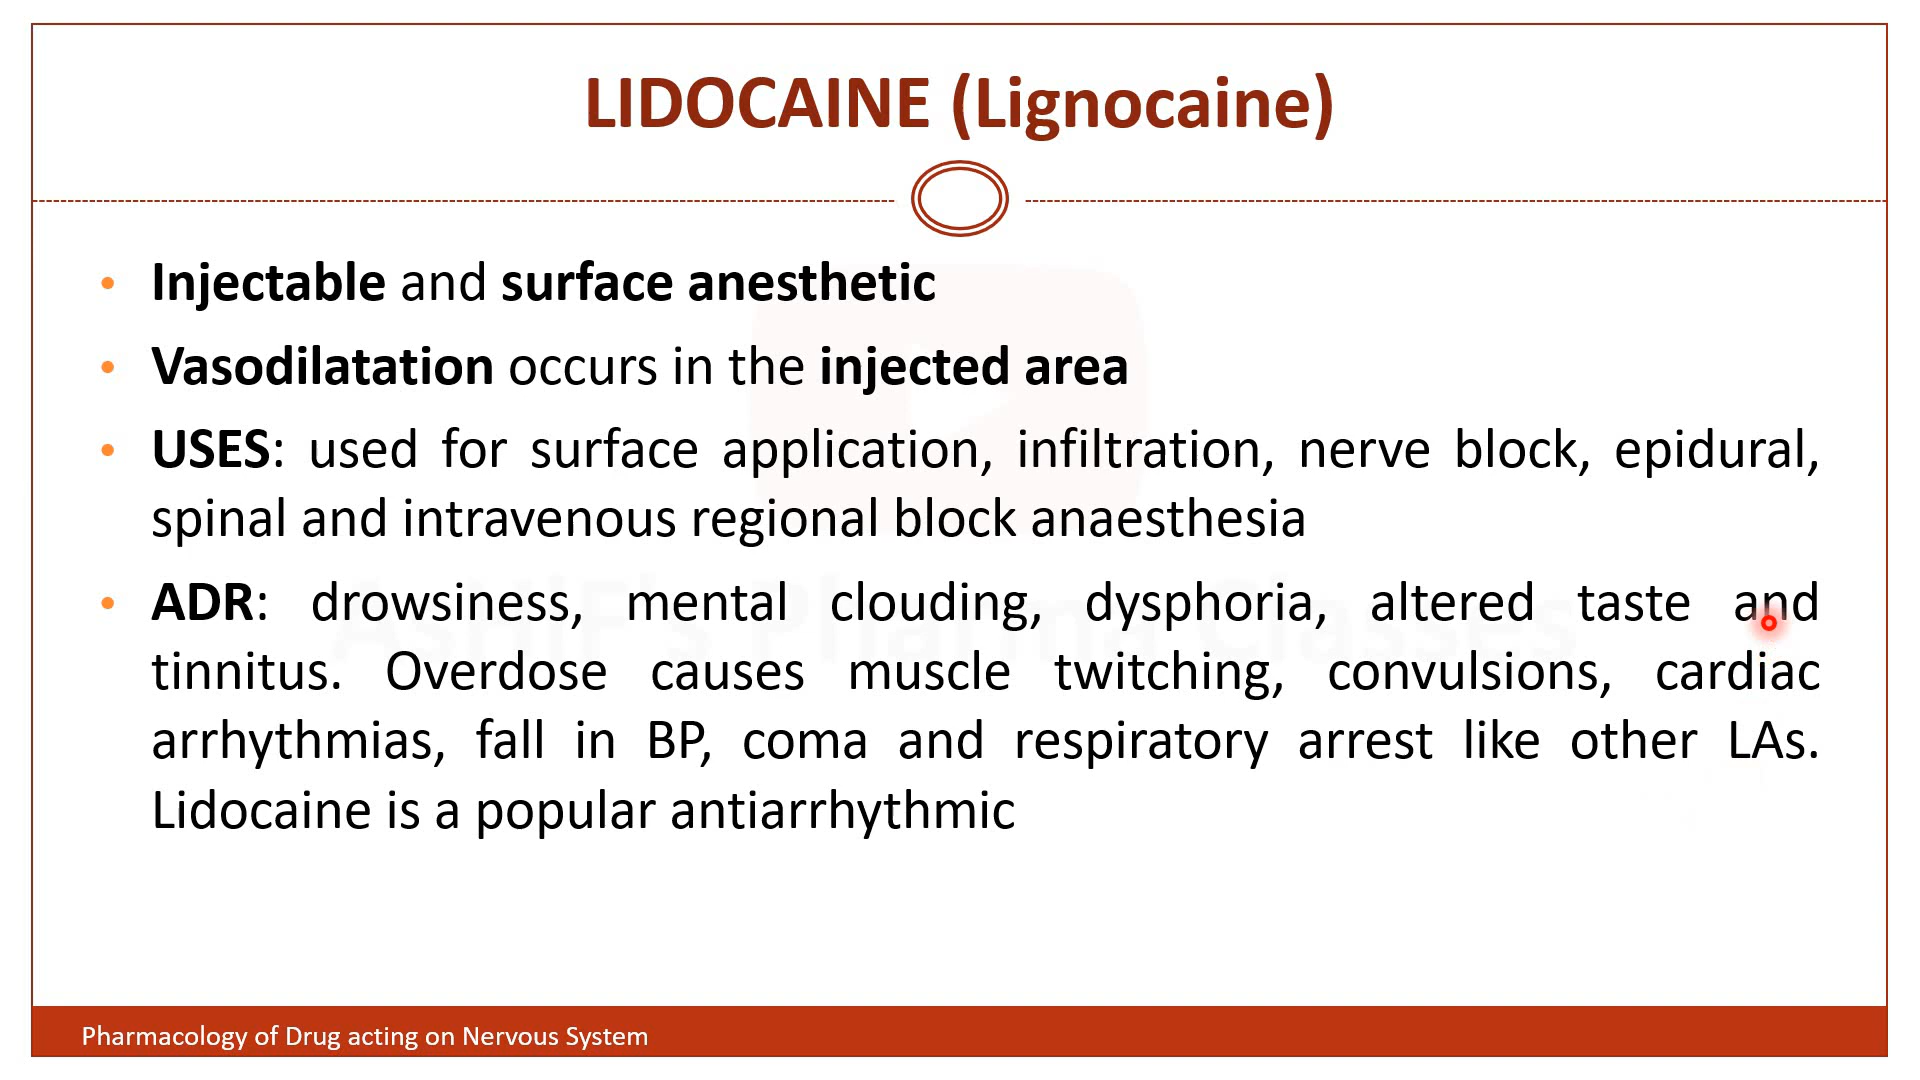 LIDOCAINE (Lignocaine)
• Injectable and surface anesthetic
• Vasodilatation occurs in the injected area
• USES: used for surface application, infiltration, nerve block, epidural,
spinal and intravenous regional block anaesthesia
• ADR: drowsiness, mental clouding, dysphoria, altered taste and
tinnitus. Overdose causes muscle twitching, convulsions, cardiac
arrhythmias, fall in BP, coma and respiratory arrest like other LAs.
Lidocaine is a popular antiarrhythmic
Pharma Classes
Pharmacology of Drug acting on Nervous System